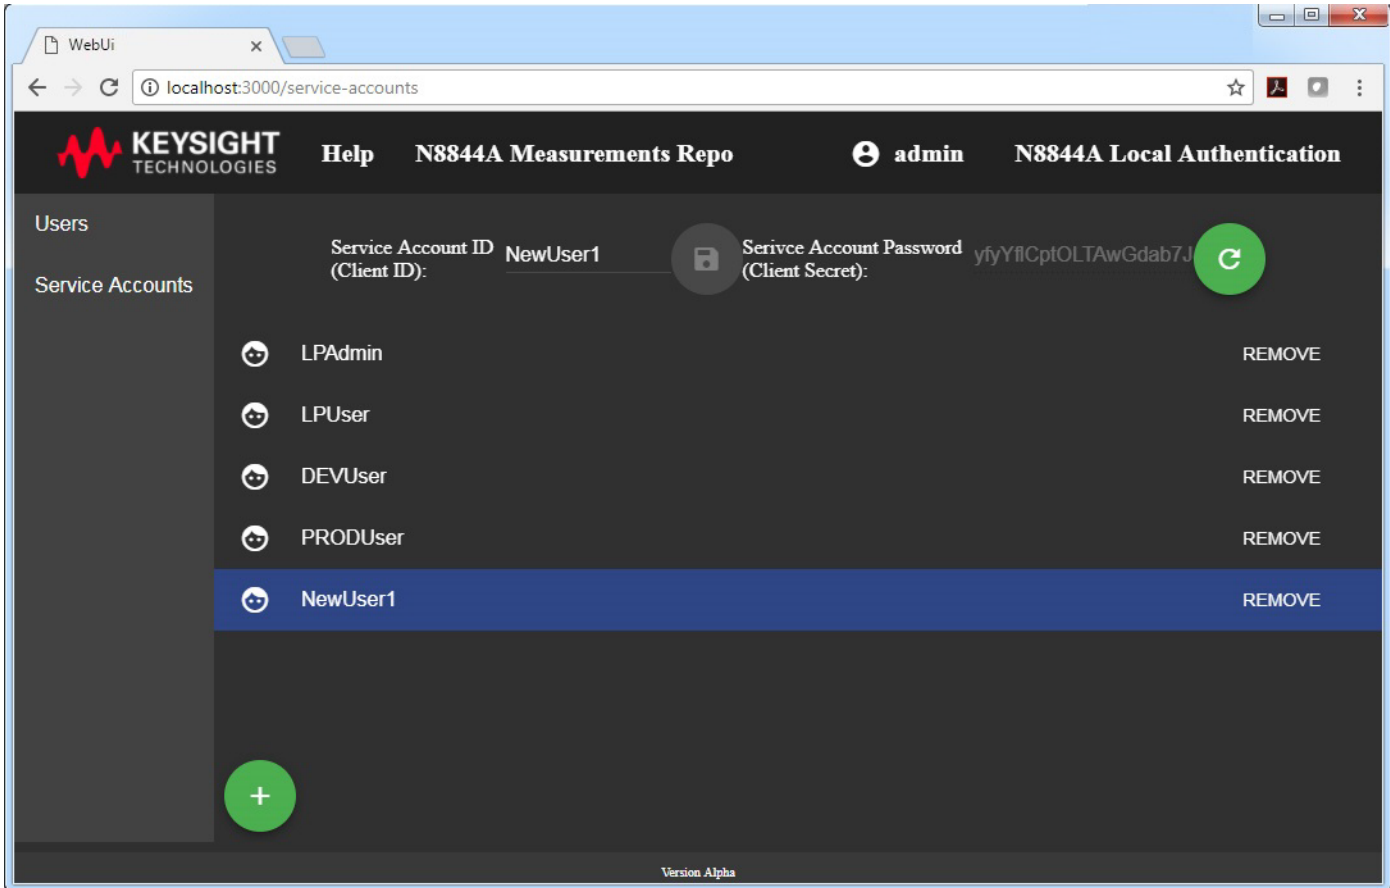 WebUi
localhost:3000/service-accounts
KEYSIGHT
TECHNOLOGIES
Help
N8844A Measurements Repo
admin
N8844A Local Authentication
Users
Service Accounts
Service Account ID
(Client ID):
NewUser1
Serivce Account Password
(Client Secret):
LPAdmin
REMOVE
LPUser
REMOVE
DEVUser
REMOVE
PRODUser
REMOVE
NewUser1
REMOVE
Version Alpha